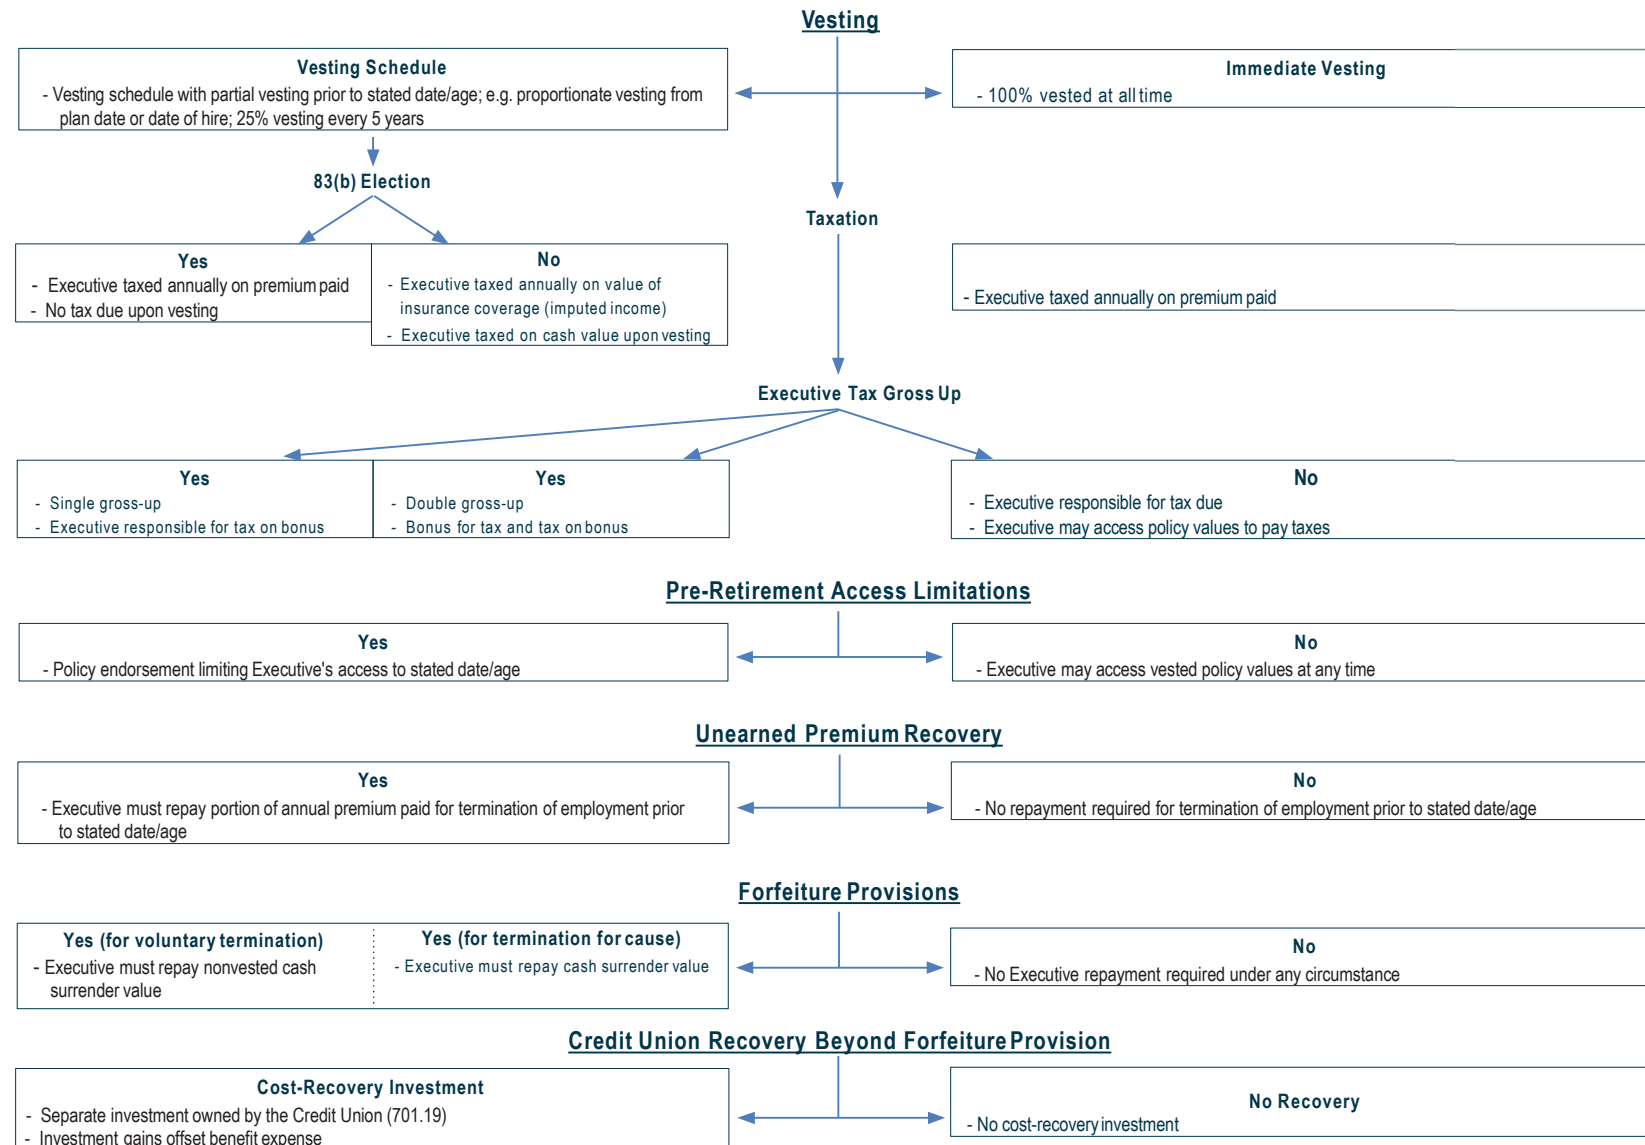 Vesting
Vesting Schedule
- Vesting schedule with partial vesting prior to stated date/age; e.g. proportionate vesting from
plan date or date of hire; 25% vesting every 5 years
Immediate Vesting
- 100% vested at all time
83(b) Election
Taxation
Yes
- Executive taxed annually on premium paid
- No tax due upon vesting
No
- Executive taxed annually on value of
insurance coverage (imputed income)
- Executive taxed on cash value upon vesting
- Executive taxed annually on premium paid
Executive Tax Gross Up
Yes
- Single gross-up
- Executive responsible for tax on bonus
Yes
- Double gross-up
- Bonus for tax and tax on bonus
No
- Executive responsible for tax due
- Executive may access policy values to pay taxes
Pre-Retirement Access Limitations
Yes
- Policy endorsement limiting Executive's access to stated date/age
No
- Executive may access vested policy values at any time
Unearned Premium Recovery
Yes
- Executive must repay portion of annual premium paid for termination of employment prior
to stated date/age
No
- No repayment required for termination of employment prior to stated date/age
Forfeiture Provisions
Yes (for voluntary termination)
- Executive must repay nonvested cash
surrender value
Yes (for termination for cause)
- Executive must repay cash surrender value
No
- No Executive repayment required under any circumstance
Credit Union Recovery Beyond Forfeiture Provision
Cost-Recovery Investment
- Separate investment owned by the Credit Union (701.19)
- Investment gains offset benefit expense
No Recovery
- No cost-recovery investment